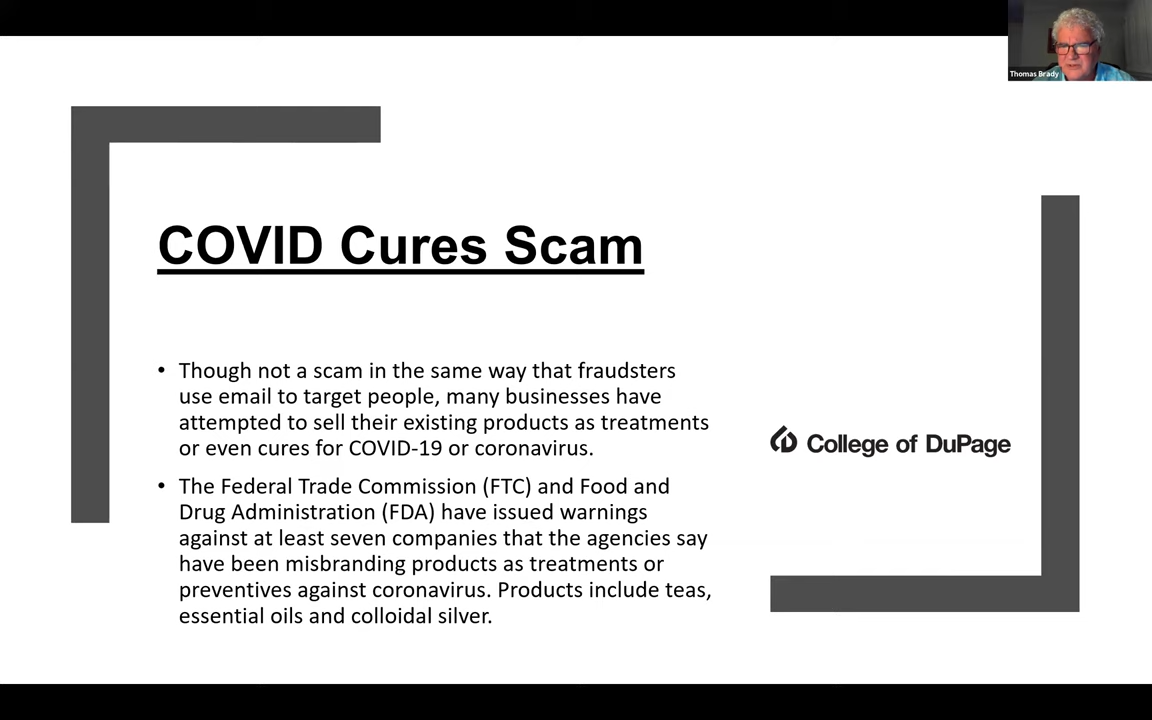 Thomas Brady
COVID Cures Scam
• Though not a scam in the same way that fraudsters
use email to target people, many businesses have
attempted to sell their existing products as treatments
or even cures for COVID-19 or coronavirus.
• The Federal Trade Commission (FTC) and Food and
Drug Administration (FDA) have issued warnings
against at least seven companies that the agencies say
have been misbranding products as treatments or
preventives against coronavirus. Products include teas,
essential oils and colloidal silver.
College of DuPage